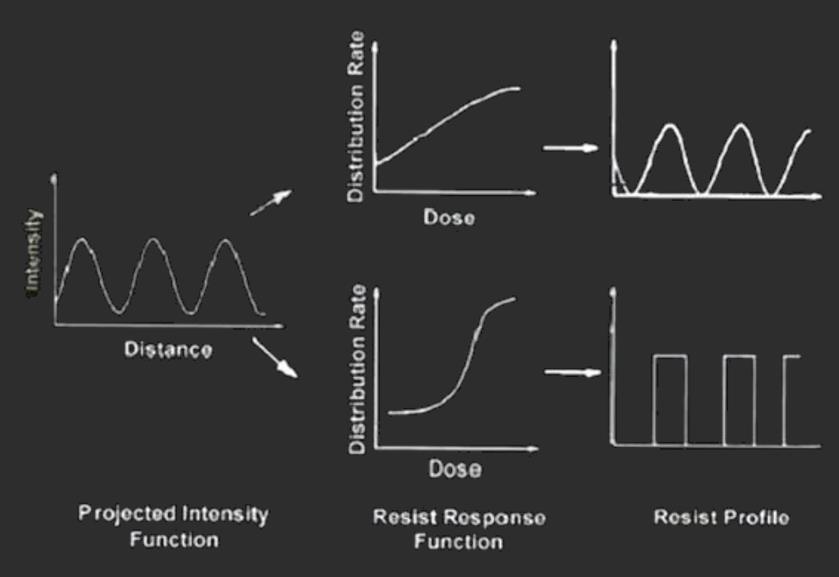 Distribution Rate
Dose
Intensity
Distance
Distribution Rate
Dose
Projected Intensity
Function
Resist Response
Function
Resist Profile